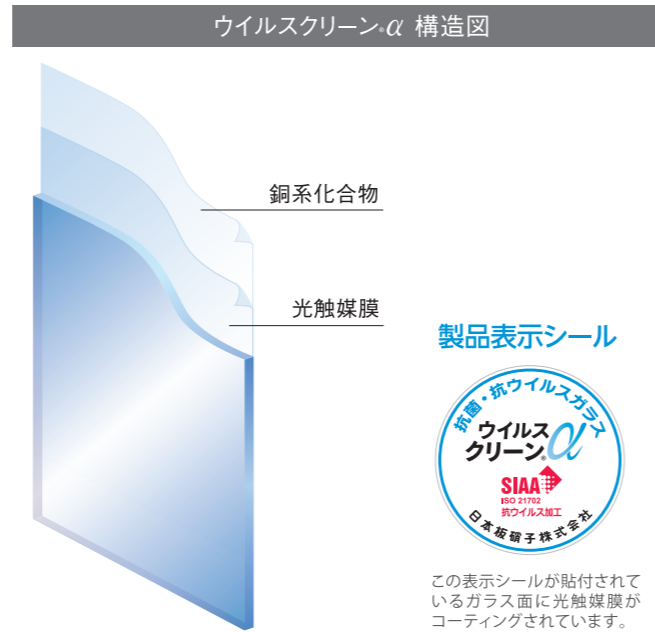 ウイルスクリーン®α 構造図
銅系化合物
光触媒膜
製品表示シール
抗菌・抗ウイルスガラス
ウイルス
クリーン®α
SIAA
ISO 21702
抗ウイルス加工
日本板硝子株式会社
この表示シールが貼付されて
いるガラス面に光触媒膜が
コーティングされています。